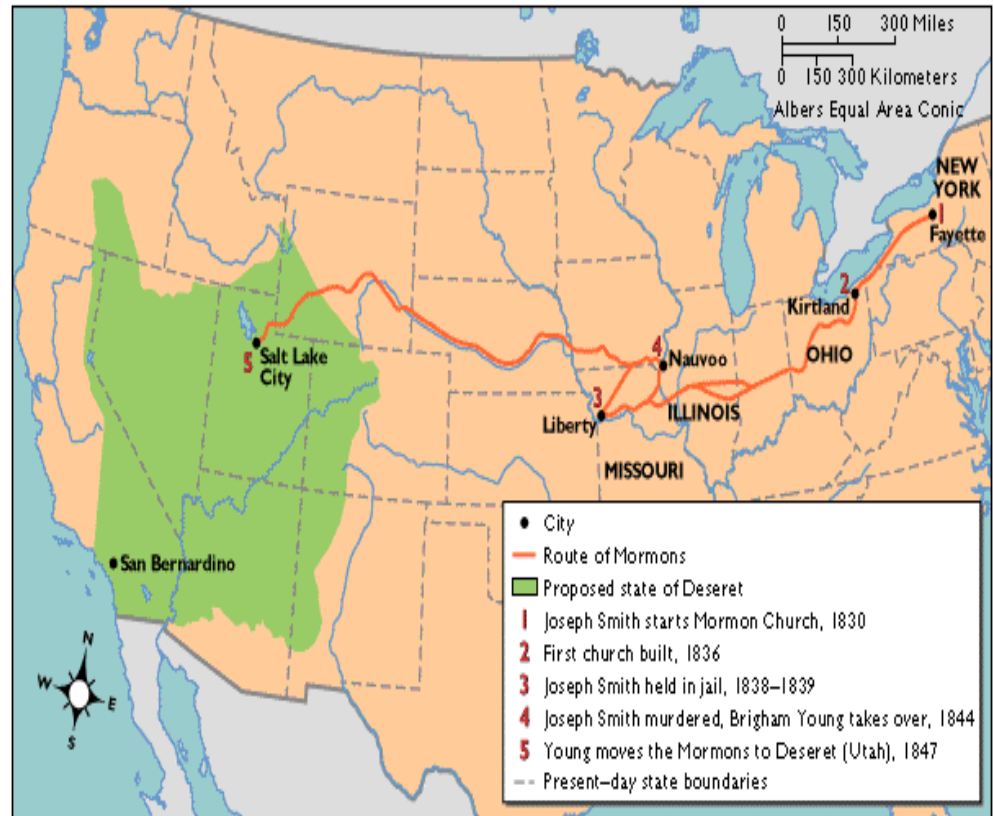 0 150 300 Miles
0 150 300 Kilometers
Albers Equal Area Conic
NEW
YORK
1
Fayette
2
Kirtland
OHIO
4
Nauvoo
5
Salt Lake
City
3
Liberty
ILLINOIS
MISSOURI
San Bernardino
N
W
E
S
City
Route of Mormons
Proposed state of Deseret
1 Joseph Smith starts Mormon Church, 1830
2 First church built, 1836
3 Joseph Smith held in jail, 1838–1839
4 Joseph Smith murdered, Brigham Young takes over, 1844
5 Young moves the Mormons to Deseret (Utah), 1847
Present–day state boundaries